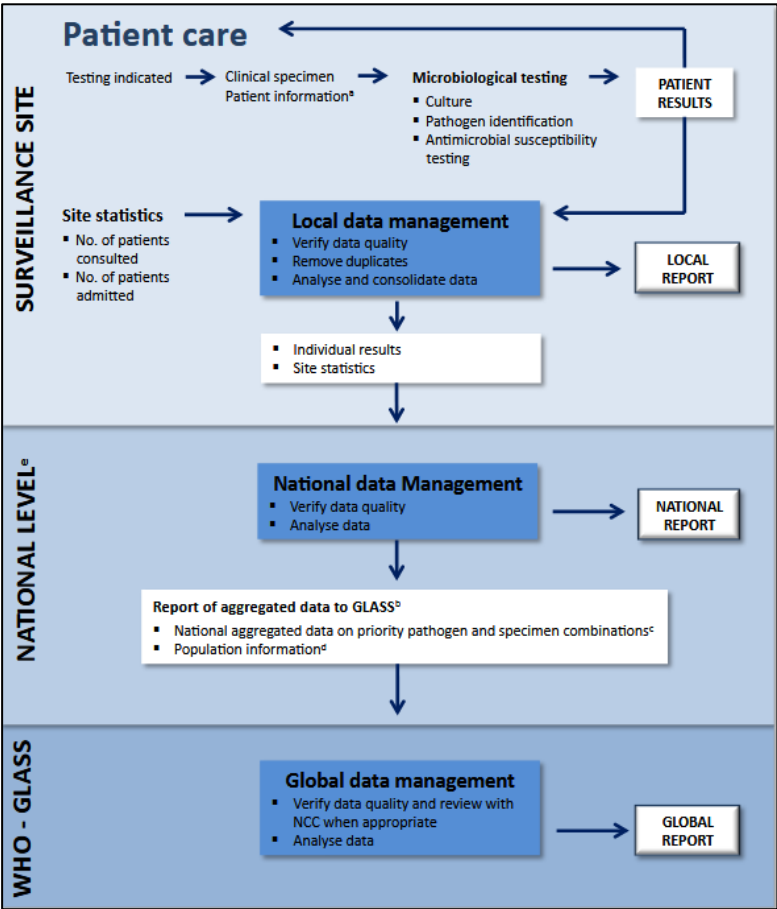 Patient care
Testing indicated
Clinical specimen
Patient informationᵃ
Microbiological testing
▪ Culture
▪ Pathogen identification
▪ Antimicrobial susceptibility
testing
PATIENT
RESULTS
SURVEILLANCE SITE
Site statistics
▪ No. of patients
consulted
▪ No. of patients
admitted
Local data management
▪ Verify data quality
▪ Remove duplicates
▪ Analyse and consolidate data
LOCAL
REPORT
▪ Individual results
▪ Site statistics
NATIONAL LEVELᵉ
National data Management
▪ Verify data quality
▪ Analyse data
NATIONAL
REPORT
Report of aggregated data to GLASSᵇ
▪ National aggregated data on priority pathogen and specimen combinationsᶜ
▪ Population informationᵈ
WHO - GLASS
Global data management
▪ Verify data quality and review with
NCC when appropriate
▪ Analyse data
GLOBAL
REPORT